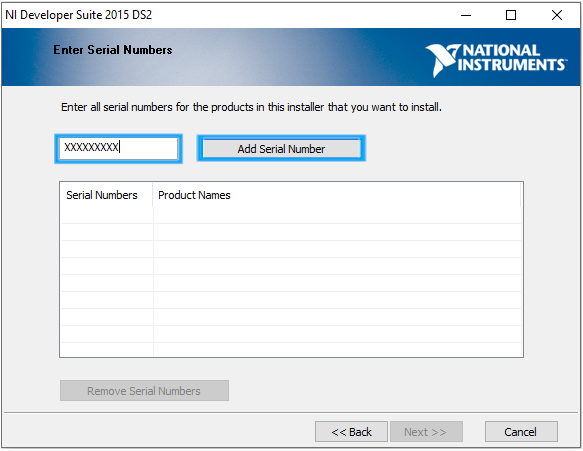 NI Developer Suite 2015 DS2
Enter Serial Numbers
NATIONAL
INSTRUMENTS
Enter all serial numbers for the products in this installer that you want to install.
XXXXXXXXX
Add Serial Number
Serial Numbers Product Names
Remove Serial Numbers
<< Back Next >> Cancel